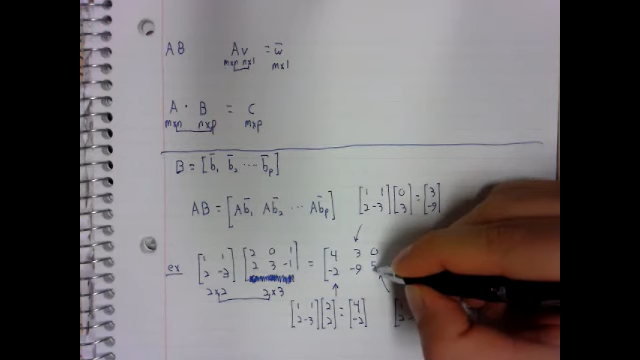 AB    Av = w̄
m×n n×1    m×1
A · B = C
m×n n×p    m×p
B = [b̄₁ b̄₂ ⋯ b̄p]
AB = [Ab̄₁ Ab̄₂ ⋯ Ab̄p]    [1 1; 2 -3][0; 3] = [3; -9]
ex [1 1; 2 -3][2 0 1; 2 3 -1] = [4 3 0; -2 -9 5
2×2    2×3
[1 1; 2 -3][2; 2] = [4; -2]